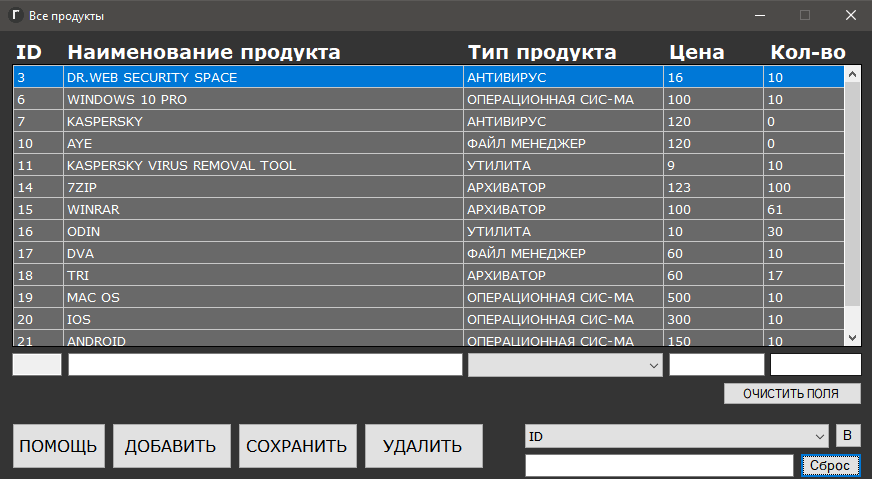 Г Все продукты
ID Наименование продукта Тип продукта Цена Кол-во
3 DR.WEB SECURITY SPACE АНТИВИРУС 16 10
6 WINDOWS 10 PRO ОПЕРАЦИОННАЯ СИС-МА 100 10
7 KASPERSKY АНТИВИРУС 120 0
10 AYE ФАЙЛ МЕНЕДЖЕР 120 0
11 KASPERSKY VIRUS REMOVAL TOOL УТИЛИТА 9 10
14 7ZIP АРХИВАТОР 123 100
15 WINRAR АРХИВАТОР 100 61
16 ODIN УТИЛИТА 10 30
17 DVA ФАЙЛ МЕНЕДЖЕР 60 10
18 TRI АРХИВАТОР 60 17
19 MAC OS ОПЕРАЦИОННАЯ СИС-МА 500 10
20 IOS ОПЕРАЦИОННАЯ СИС-МА 300 10
21 ANDROID ОПЕРАЦИОННАЯ СИС-МА 150 10
ОЧИСТИТЬ ПОЛЯ
ПОМОЩЬ ДОБАВИТЬ СОХРАНИТЬ УДАЛИТЬ
ID В
Сброс